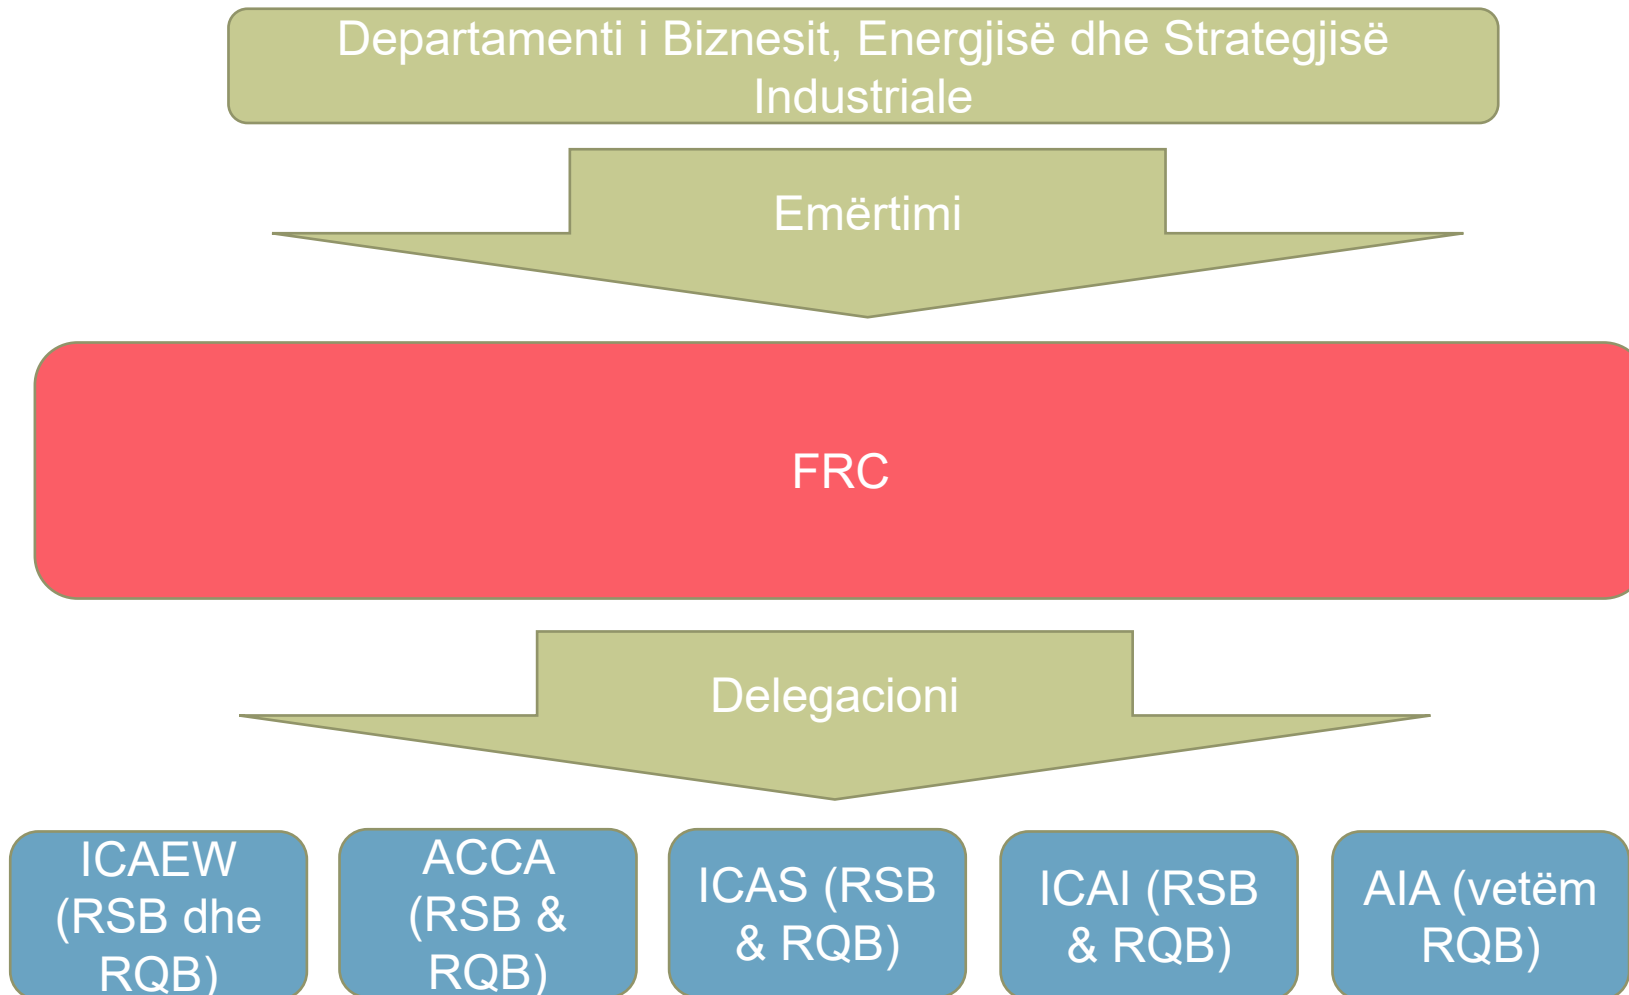 Departamenti i Biznesit, Energjisë dhe Strategjisë
Industriale
Emërtimi
FRC
Delegacioni
ICAEW
(RSB dhe
RQB)
ACCA
(RSB &
RQB)
ICAS (RSB
& RQB)
ICAI (RSB
& RQB)
AIA (vetëm
RQB)